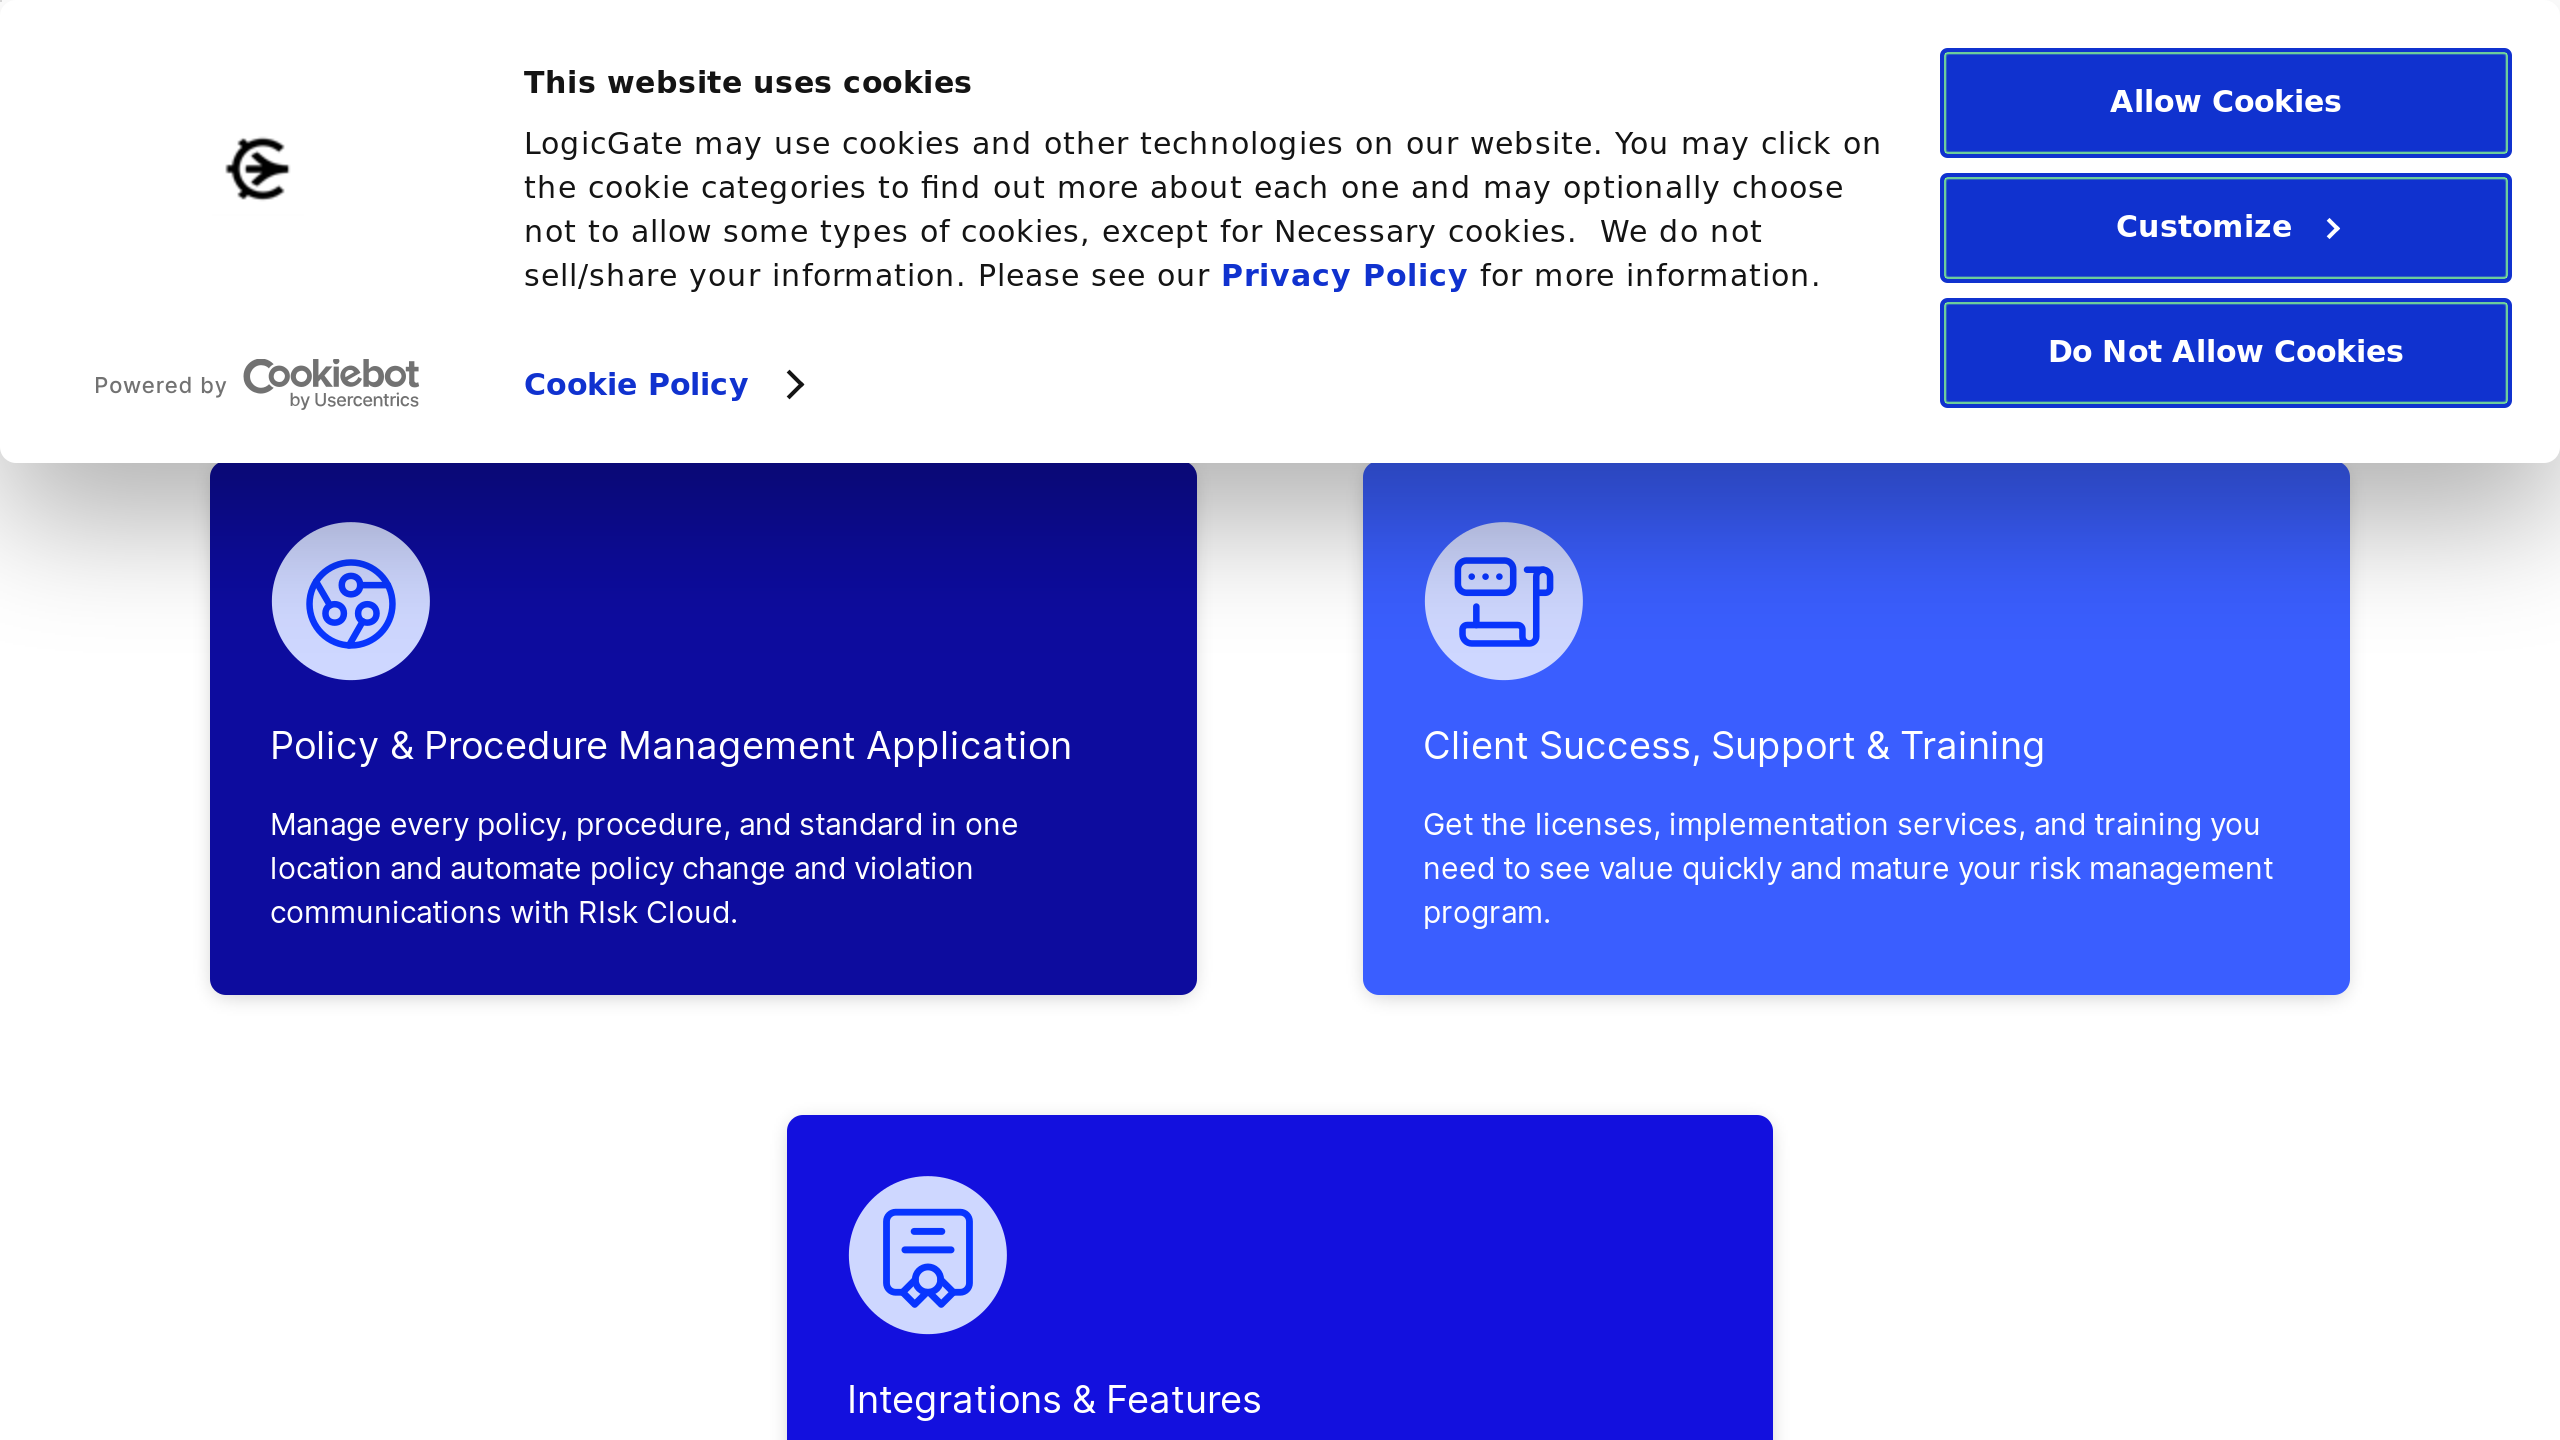 This website uses cookies
LogicGate may use cookies and other technologies on our website. You may click on
the cookie categories to find out more about each one and may optionally choose
not to allow some types of cookies, except for Necessary cookies.  We do not
sell/share your information. Please see our Privacy Policy for more information.
Powered by Cookiebot
by Usercentrics
Cookie Policy
Allow Cookies
Customize
Do Not Allow Cookies
Policy & Procedure Management Application
Manage every policy, procedure, and standard in one
location and automate policy change and violation
communications with RIsk Cloud.
Client Success, Support & Training
Get the licenses, implementation services, and training you
need to see value quickly and mature your risk management
program.
Integrations & Features